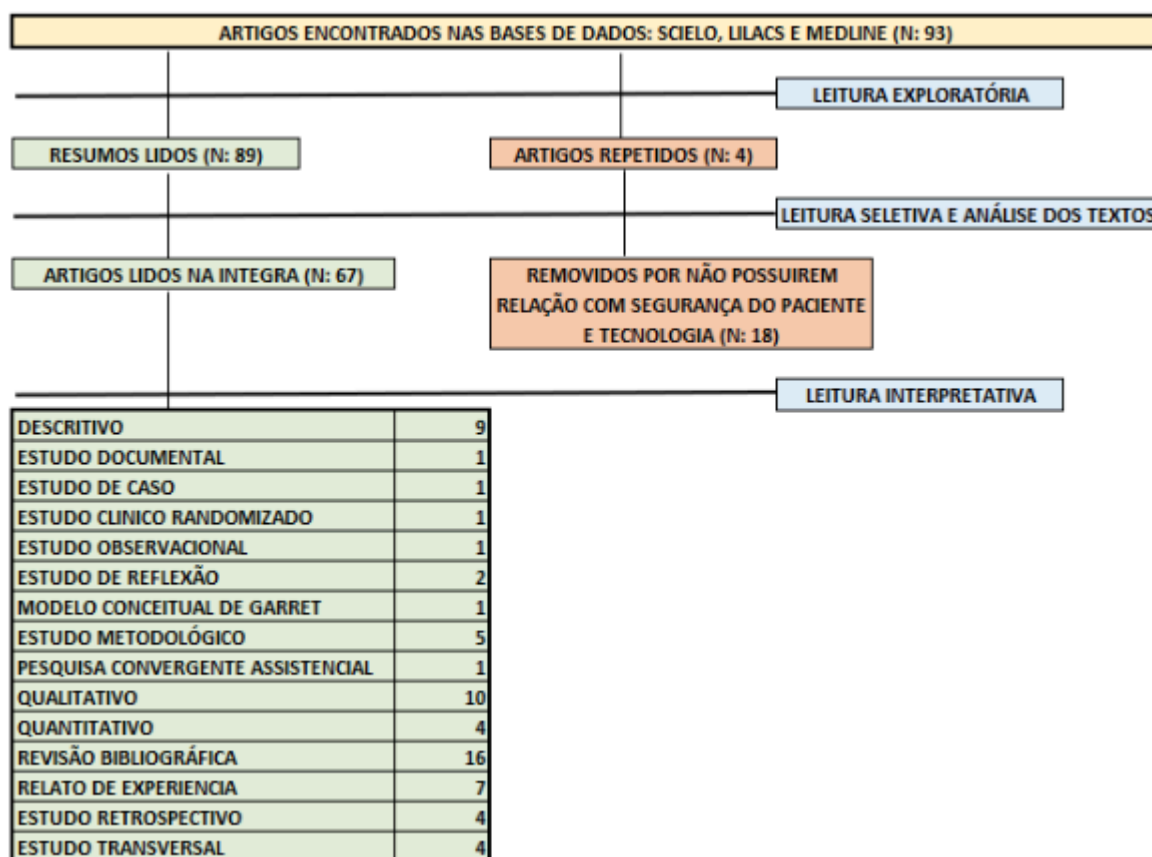 ARTIGOS ENCONTRADOS NAS BASES DE DADOS: SCIELO, LILACS E MEDLINE (N: 93)
LEITURA EXPLORATÓRIA
RESUMOS LIDOS (N: 89)
ARTIGOS REPETIDOS (N: 4)
LEITURA SELETIVA E ANÁLISE DOS TEXTOS
ARTIGOS LIDOS NA INTEGRA (N: 67)
REMOVIDOS POR NÃO POSSUIREM
RELAÇÃO COM SEGURANÇA DO PACIENTE
E TECNOLOGIA (N: 18)
LEITURA INTERPRETATIVA
DESCRITIVO 9
ESTUDO DOCUMENTAL 1
ESTUDO DE CASO 1
ESTUDO CLINICO RANDOMIZADO 1
ESTUDO OBSERVACIONAL 1
ESTUDO DE REFLEXÃO 2
MODELO CONCEITUAL DE GARRET 1
ESTUDO METODOLÓGICO 5
PESQUISA CONVERGENTE ASSISTENCIAL 1
QUALITATIVO 10
QUANTITATIVO 4
REVISÃO BIBLIOGRÁFICA 16
RELATO DE EXPERIENCIA 7
ESTUDO RETROSPECTIVO 4
ESTUDO TRANSVERSAL 4